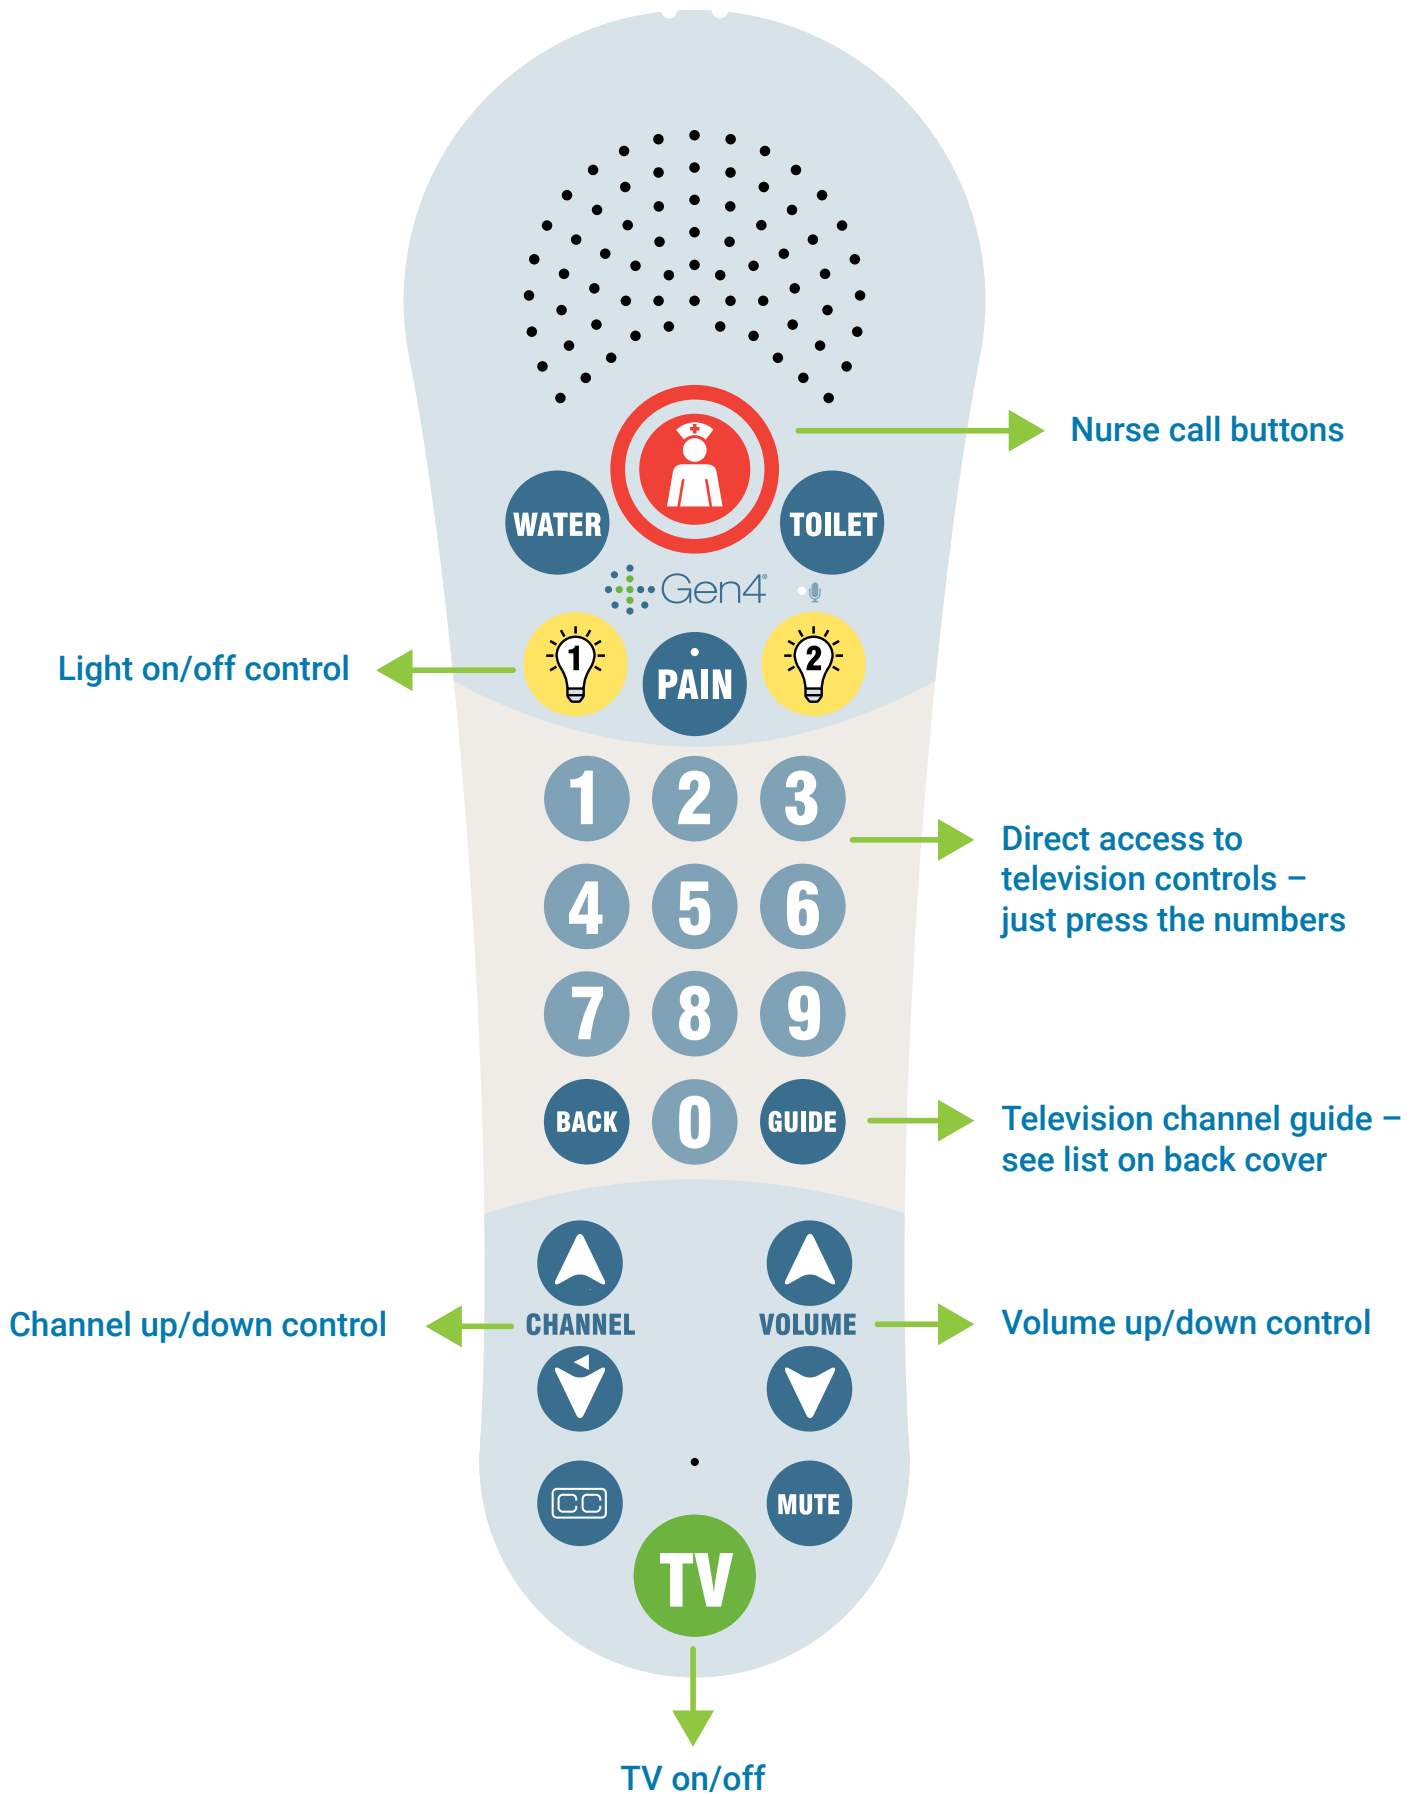 Nurse call buttons
WATER
TOILET
Gen4®
Light on/off control
1
PAIN
2
1 2 3
Direct access to
television controls –
just press the numbers
4 5 6
7 8 9
BACK 0 GUIDE
Television channel guide –
see list on back cover
Channel up/down control
CHANNEL
VOLUME
Volume up/down control
CC
MUTE
TV
TV on/off